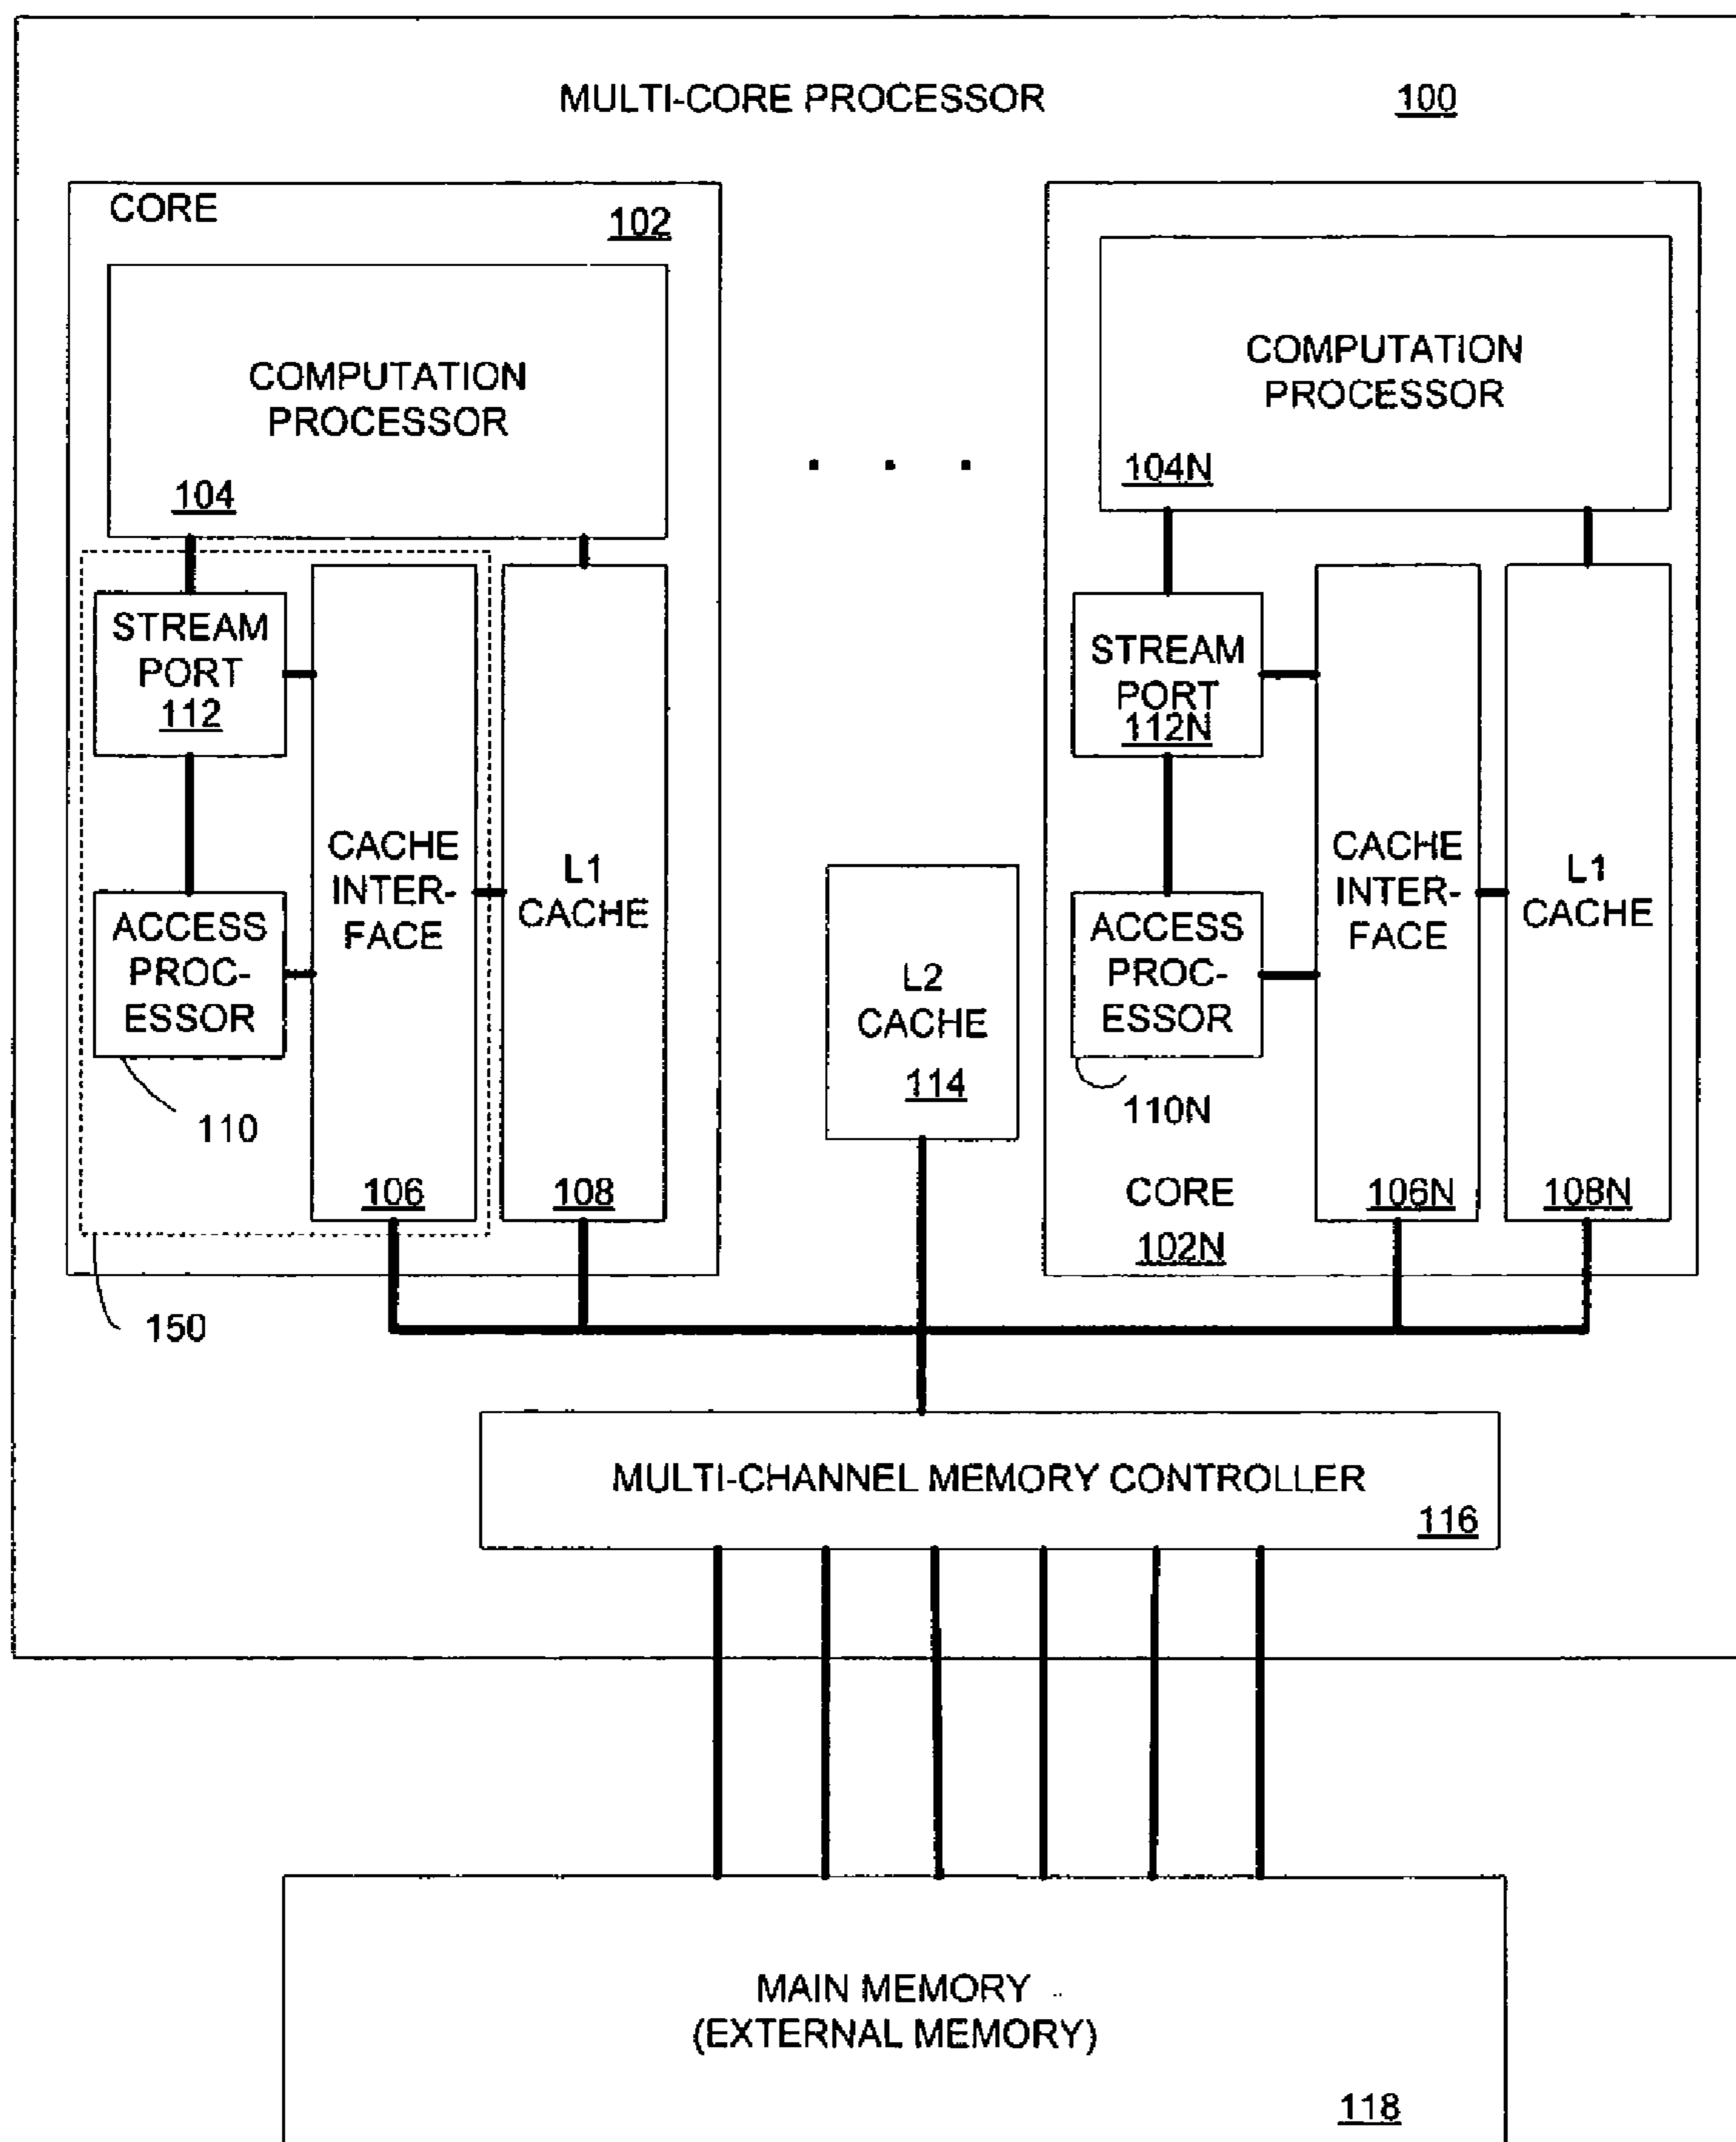 MULTI-CORE PROCESSOR 100
CORE
102
COMPUTATION
PROCESSOR
104
STREAM
PORT
112
ACCESS
PROC-
ESSOR
110
CACHE
INTER-
FACE
106
L1
CACHE
108
150
. . .
L2
CACHE
114
COMPUTATION
PROCESSOR
104N
STREAM
PORT
112N
ACCESS
PROC-
ESSOR
110N
CACHE
INTER-
FACE
106N
L1
CACHE
108N
CORE
102N
MULTI-CHANNEL MEMORY CONTROLLER
116
MAIN MEMORY
(EXTERNAL MEMORY)
118